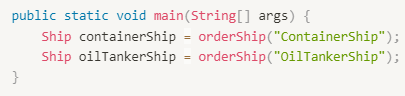 public static void main(String[] args) {
    Ship containerShip = orderShip("ContainerShip");
    Ship oilTankerShip = orderShip("OilTankerShip");
}